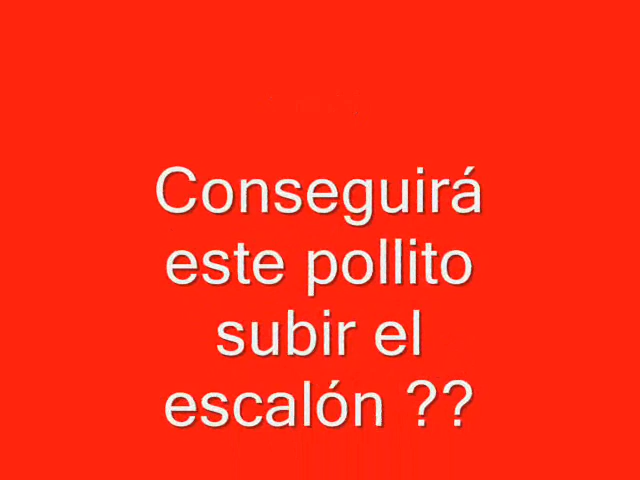 Conseguirá
este pollito
subir el
escalón ??